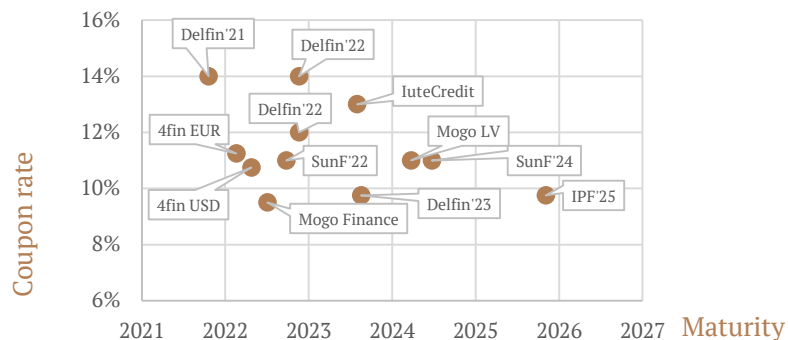 16%
Delfin'21
Delfin'22
14%
IuteCredit
Delfin'22
4fin EUR
12%
Mogo LV
SunF'22
SunF'24
10%
4fin USD
Mogo Finance
Delfin'23
IPF'25
8%
6%
Coupon rate
2021 2022 2023 2024 2025 2026 2027
Maturity